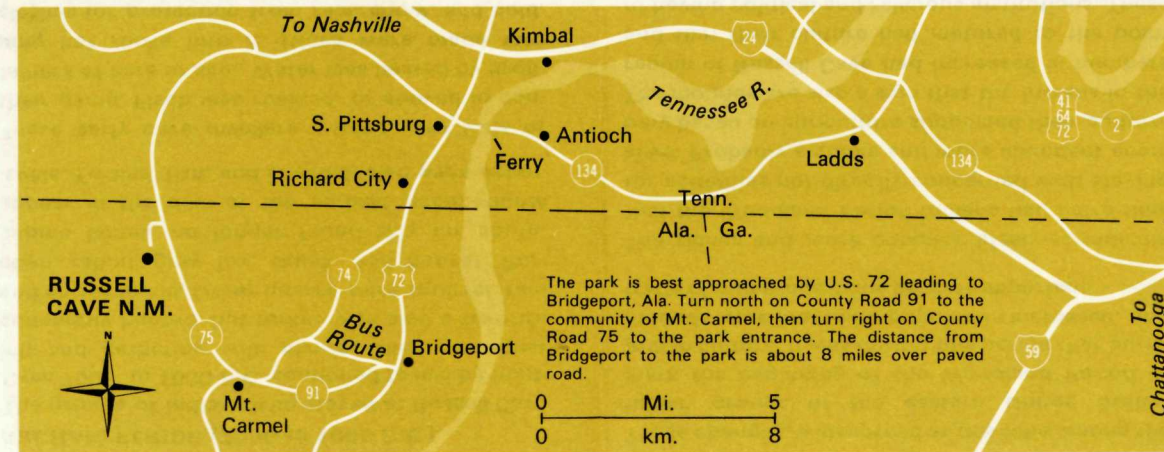 To Nashville
Kimbal
24
Tennessee R.
41
64
72
2
S. Pittsburg
Antioch
Ferry
134
Ladds
134
Richard City
Tenn.
Ala.
Ga.
RUSSELL
CAVE N.M.
74
72
The park is best approached by U.S. 72 leading to
Bridgeport, Ala. Turn north on County Road 91 to the
community of Mt. Carmel, then turn right on County
Road 75 to the park entrance. The distance from
Bridgeport to the park is about 8 miles over paved
road.
To
Chattanooga
75
Bus
Route
Bridgeport
59
N
91
Mt.
Carmel
0 Mi. 5
0 km. 8